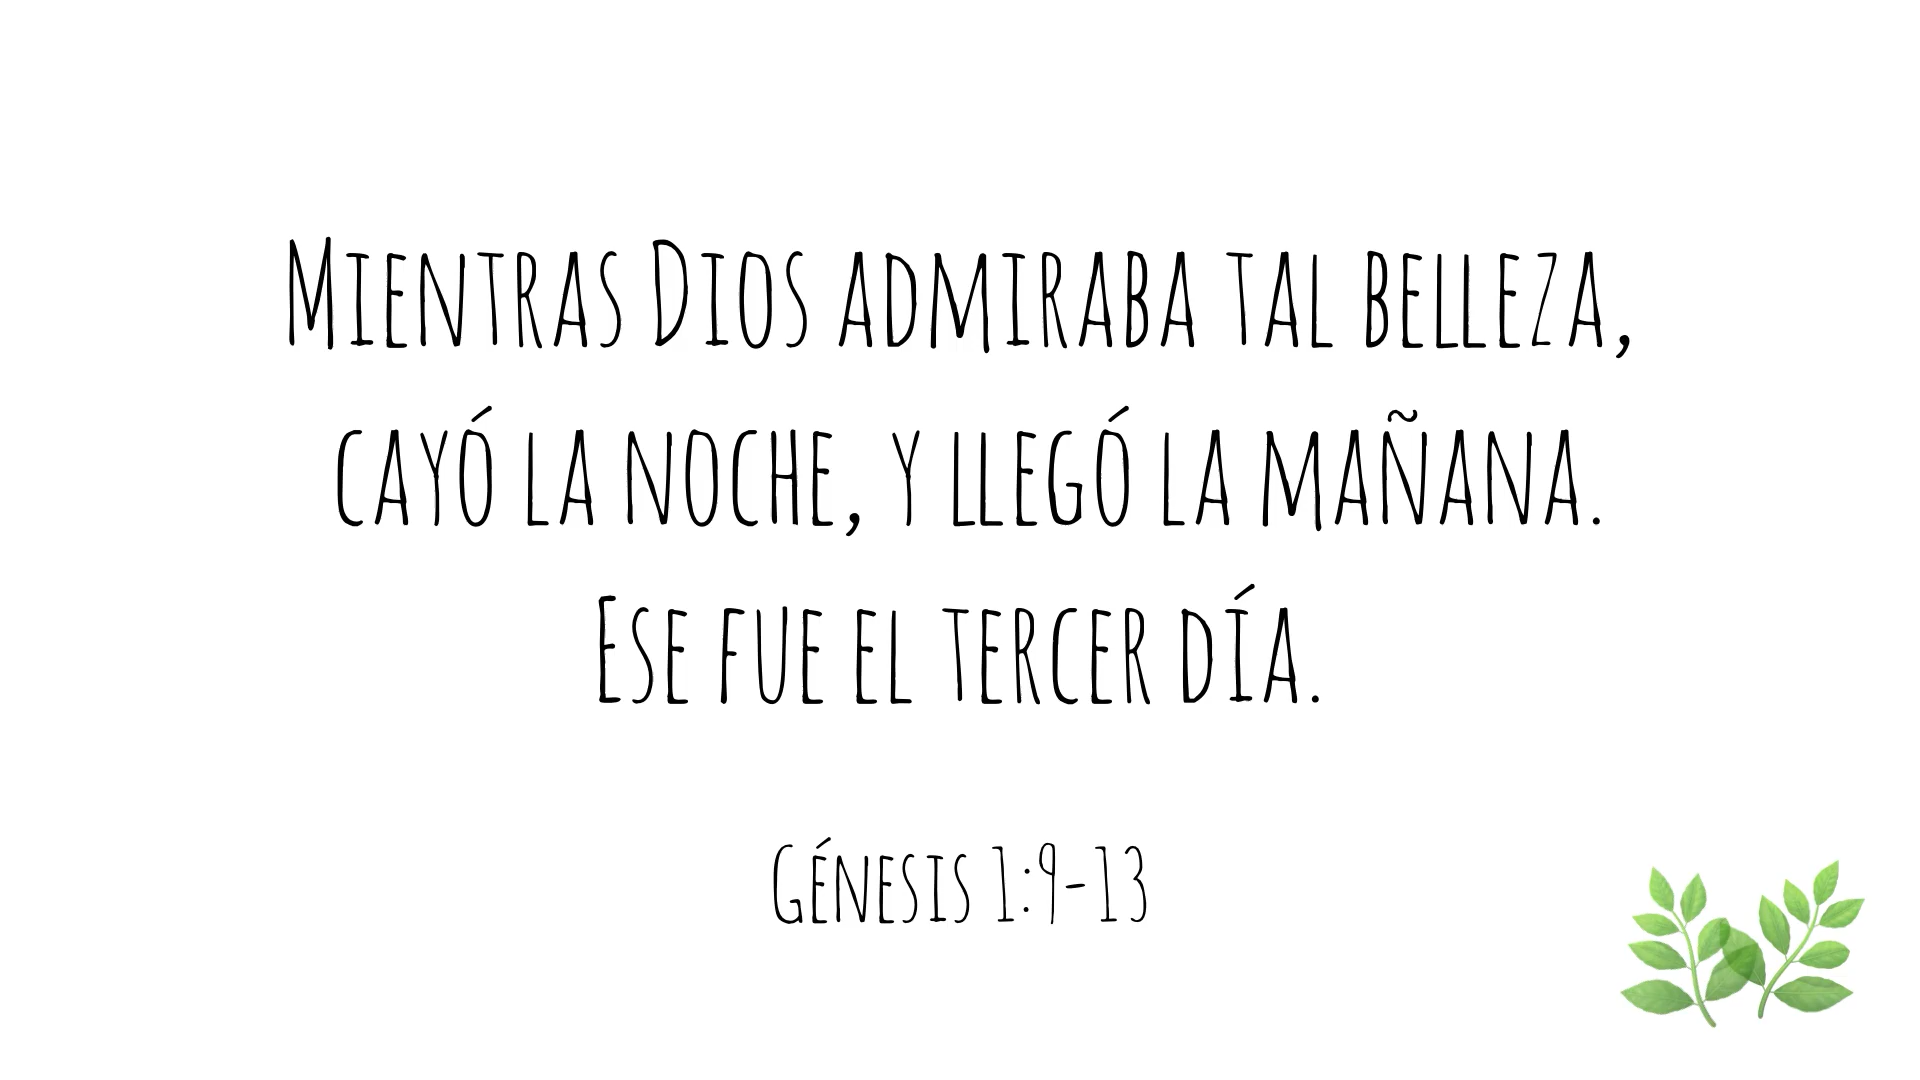 Mientras Dios admiraba tal belleza,
cayó la noche, y llegó la mañana.
Ese fue el tercer día.
Génesis 1:9-13